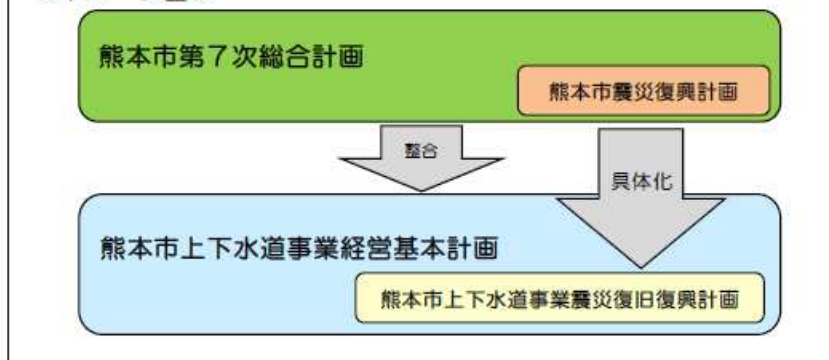 熊本市第7次総合計画
熊本市震災復興計画
整合
具体化
熊本市上下水道事業経営基本計画
熊本市上下水道事業震災復旧復興計画